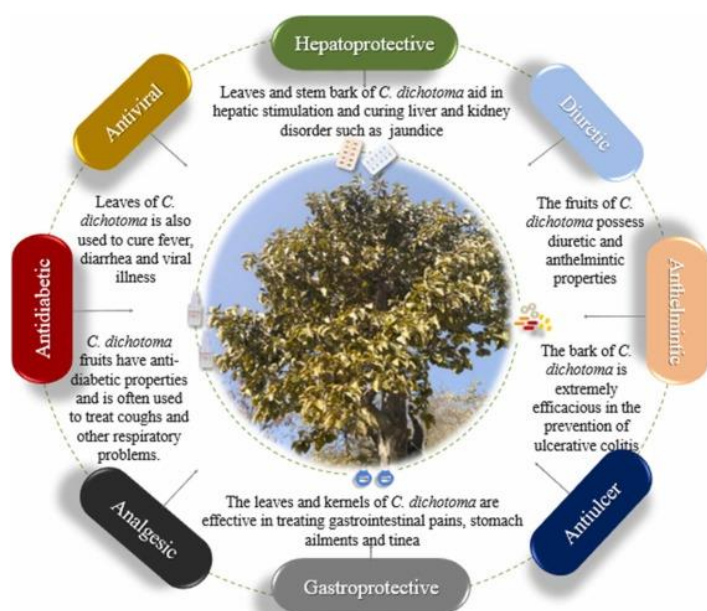 Hepatoprotective
Leaves and stem bark of C. dichotoma aid in
hepatic stimulation and curing liver and kidney
disorder such as jaundice
Diuretic
The fruits of C.
dichotoma possess
diuretic and
anthelmintic
properties
Anthelmintic
The bark of C.
dichotoma is
extremely
efficacious in the
prevention of
ulcerative colitis
Antiulcer
The leaves and kernels of C. dichotoma are
effective in treating gastrointestinal pains, stomach
ailments and tinea
Gastroprotective
Analgesic
C. dichotoma
fruits have anti-
diabetic properties
and is often used
to treat coughs and
other respiratory
problems.
Antidiabetic
Leaves of C.
dichotoma is also
used to cure fever,
diarrhea and viral
illness
Antiviral